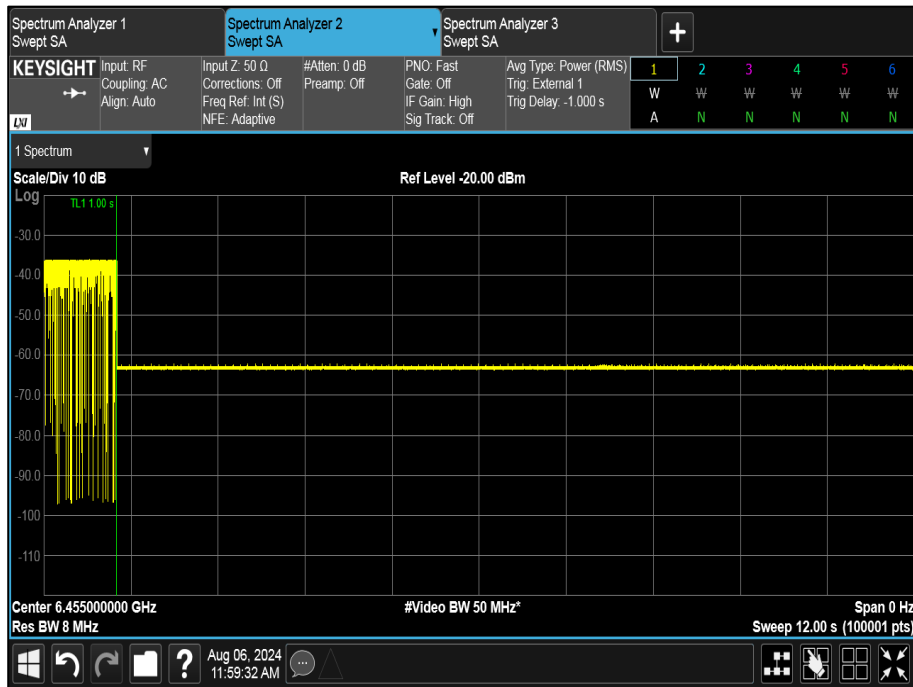 Spectrum Analyzer 1
Swept SA
Spectrum Analyzer 2
Swept SA
Spectrum Analyzer 3
Swept SA
+
KEYSIGHT
LXI
Input: RF
Coupling: AC
Align: Auto
Input Z: 50 Ω
Corrections: Off
Freq Ref: Int (S)
NFE: Adaptive
#Atten: 0 dB
Preamp: Off
PNO: Fast
Gate: Off
IF Gain: High
Sig Track: Off
Avg Type: Power (RMS)
Trig: External 1
Trig Delay: -1.000 s
1 2 3 4 5 6
W W W W W W
A N N N N N
1 Spectrum
Scale/Div 10 dB
Ref Level -20.00 dBm
Log
TL1 1.00 s
-30.0
-40.0
-50.0
-60.0
-70.0
-80.0
-90.0
-100
-110
Center 6.455000000 GHz
#Video BW 50 MHz*
Span 0 Hz
Res BW 8 MHz
Sweep 12.00 s (100001 pts)
?
Aug 06, 2024
11:59:32 AM